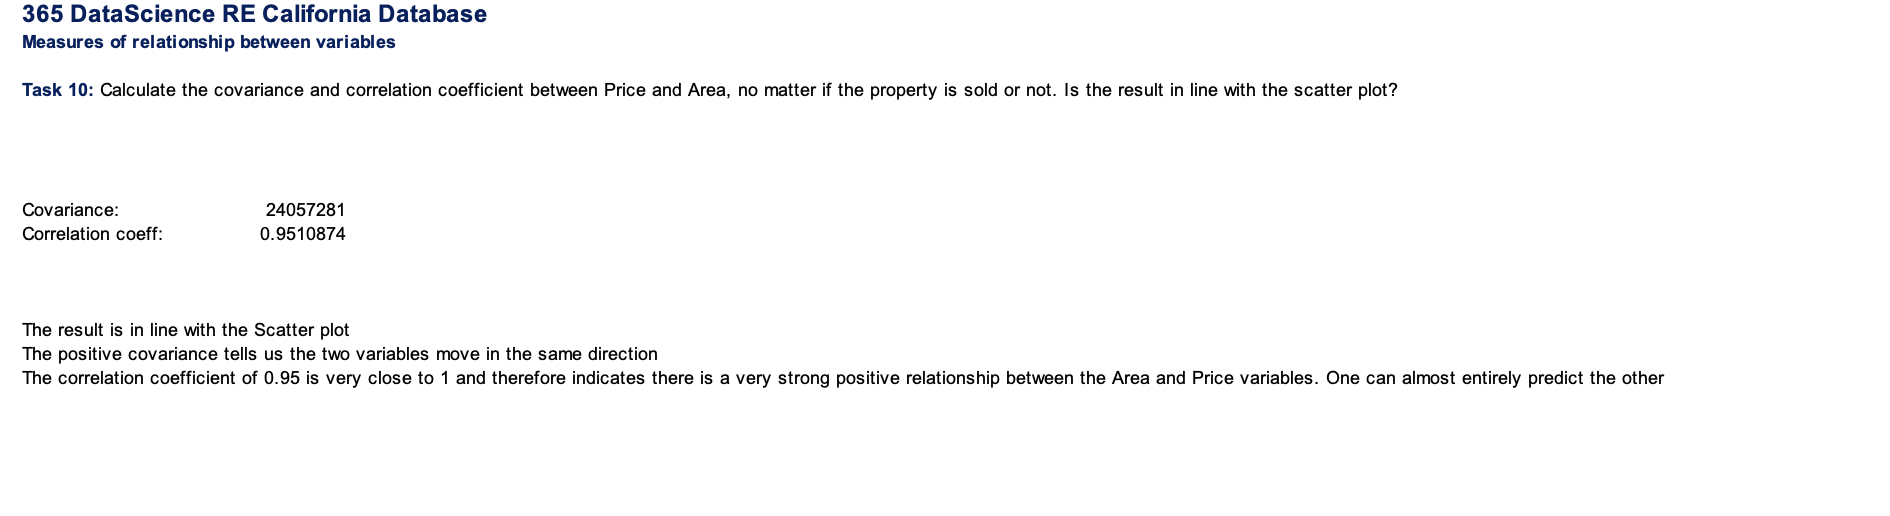 365 DataScience RE California Database
Measures of relationship between variables
Task 10: Calculate the covariance and correlation coefficient between Price and Area, no matter if the property is sold or not. Is the result in line with the scatter plot?
Covariance: 24057281
Correlation coeff: 0.9510874
The result is in line with the Scatter plot
The positive covariance tells us the two variables move in the same direction
The correlation coefficient of 0.95 is very close to 1 and therefore indicates there is a very strong positive relationship between the Area and Price variables. One can almost entirely predict the other